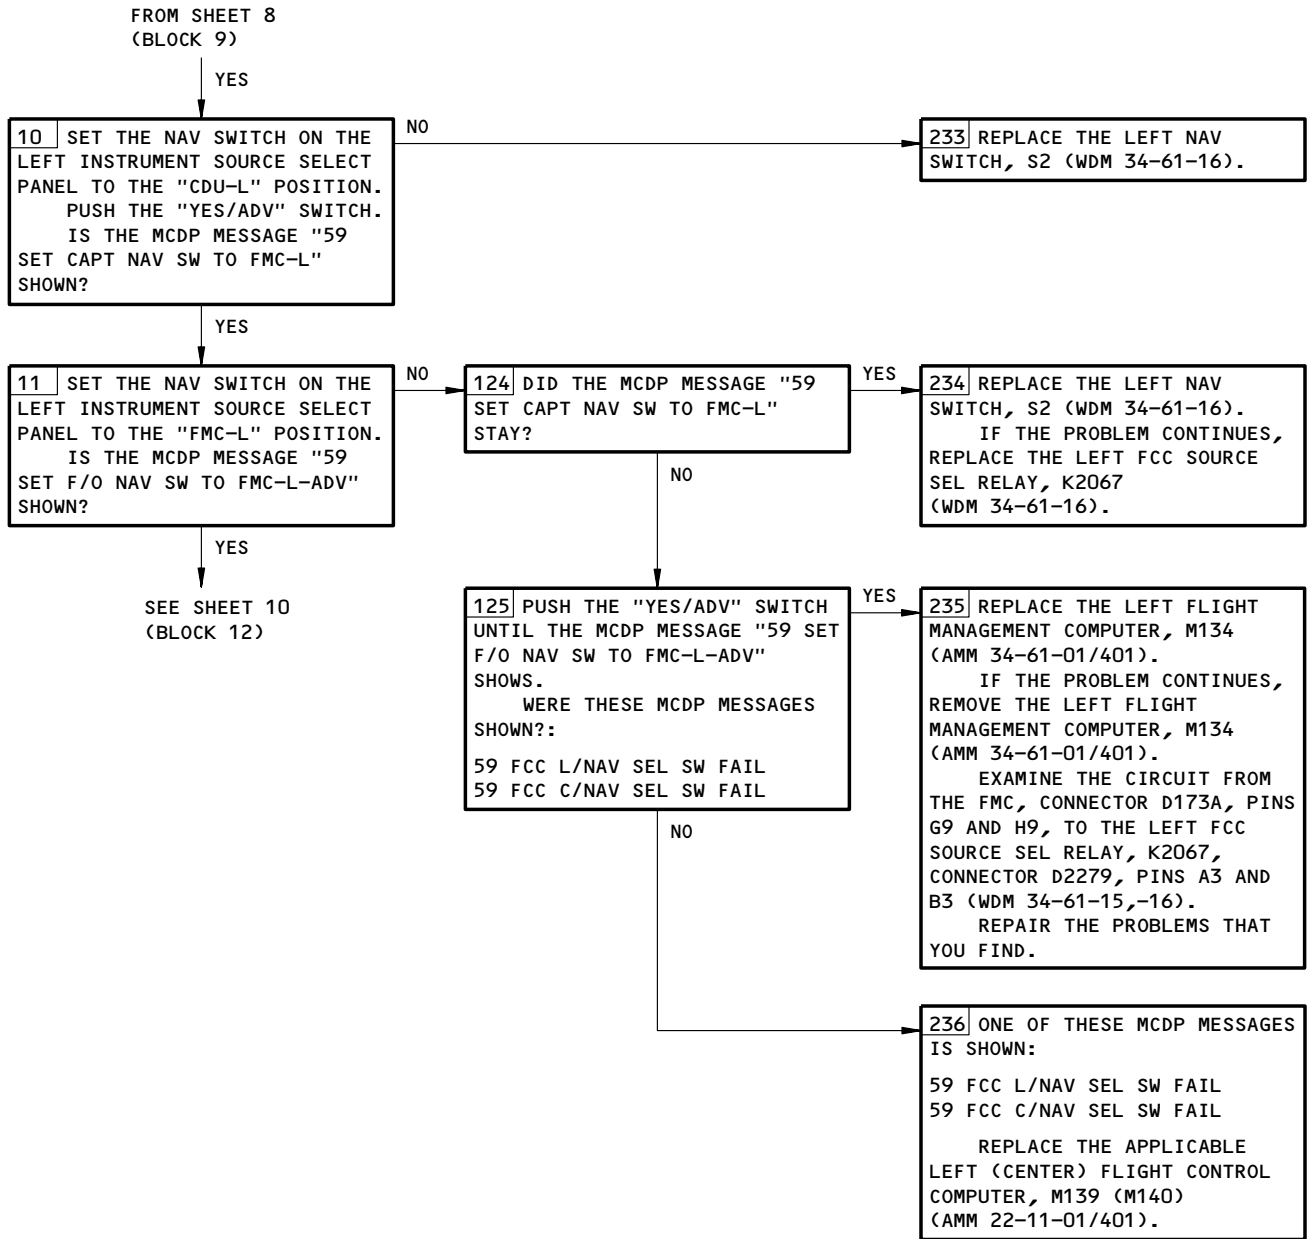 FROM SHEET 8
(BLOCK 9)
YES
10 SET THE NAV SWITCH ON THE
LEFT INSTRUMENT SOURCE SELECT
PANEL TO THE "CDU-L" POSITION.
PUSH THE "YES/ADV" SWITCH.
IS THE MCDP MESSAGE "59
SET CAPT NAV SW TO FMC-L"
SHOWN?
NO
233 REPLACE THE LEFT NAV
SWITCH, S2 (WDM 34-61-16).
YES
11 SET THE NAV SWITCH ON THE
LEFT INSTRUMENT SOURCE SELECT
PANEL TO THE "FMC-L" POSITION.
IS THE MCDP MESSAGE "59
SET F/O NAV SW TO FMC-L-ADV"
SHOWN?
NO
124 DID THE MCDP MESSAGE "59
SET CAPT NAV SW TO FMC-L"
STAY?
YES
234 REPLACE THE LEFT NAV
SWITCH, S2 (WDM 34-61-16).
IF THE PROBLEM CONTINUES,
REPLACE THE LEFT FCC SOURCE
SEL RELAY, K2067
(WDM 34-61-16).
YES
SEE SHEET 10
(BLOCK 12)
NO
125 PUSH THE "YES/ADV" SWITCH
UNTIL THE MCDP MESSAGE "59 SET
F/O NAV SW TO FMC-L-ADV"
SHOWS.
WERE THESE MCDP MESSAGES
SHOWN?:
59 FCC L/NAV SEL SW FAIL
59 FCC C/NAV SEL SW FAIL
YES
235 REPLACE THE LEFT FLIGHT
MANAGEMENT COMPUTER, M134
(AMM 34-61-01/401).
IF THE PROBLEM CONTINUES,
REMOVE THE LEFT FLIGHT
MANAGEMENT COMPUTER, M134
(AMM 34-61-01/401).
EXAMINE THE CIRCUIT FROM
THE FMC, CONNECTOR D173A, PINS
G9 AND H9, TO THE LEFT FCC
SOURCE SEL RELAY, K2067,
CONNECTOR D2279, PINS A3 AND
B3 (WDM 34-61-15,-16).
REPAIR THE PROBLEMS THAT
YOU FIND.
NO
236 ONE OF THESE MCDP MESSAGES
IS SHOWN:
59 FCC L/NAV SEL SW FAIL
59 FCC C/NAV SEL SW FAIL
REPLACE THE APPLICABLE
LEFT (CENTER) FLIGHT CONTROL
COMPUTER, M139 (M140)
(AMM 22-11-01/401).